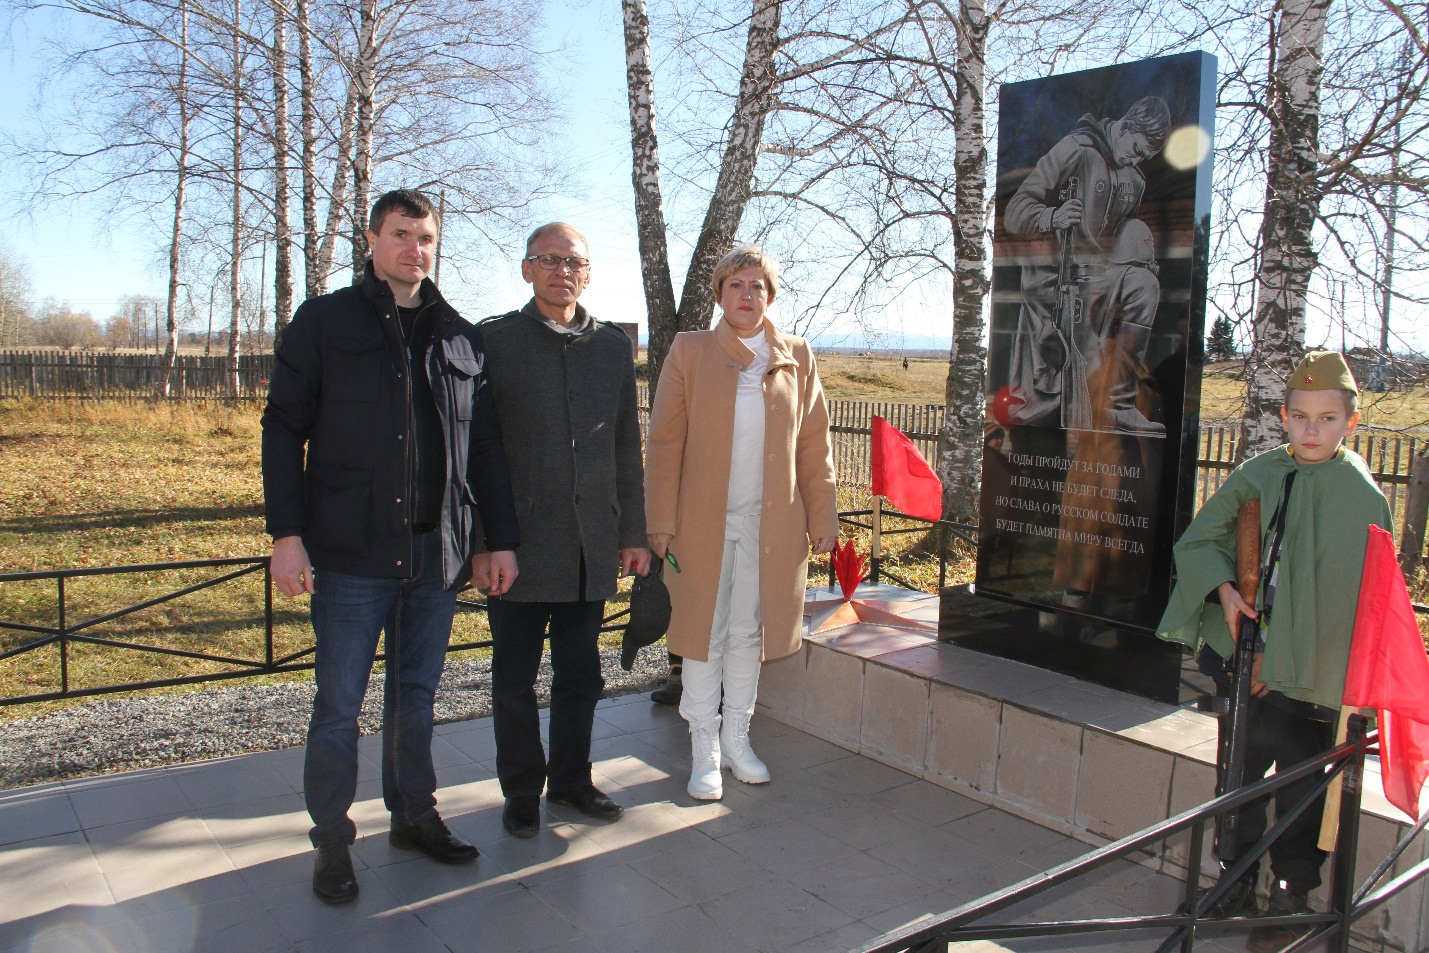 ГОДЫ ПРОЙДУТ ЗА ГОДАМИ
И ПРАХА НЕ БУДЕТ СЛЕДА,
НО СЛАВА О РУССКОМ СОЛДАТЕ
БУДЕТ ПАМЯТНА МИРУ ВСЕГДА